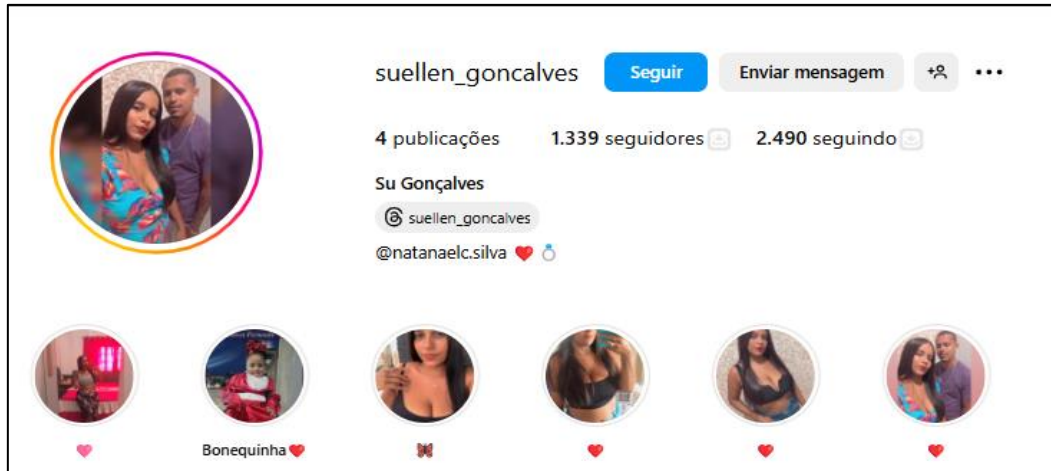 suellen_goncalves Seguir Enviar mensagem
4 publicações 1.339 seguidores 2.490 seguindo
Su Gonçalves
suellen_goncalves
@natanaelc.silva ❤️ 💍
🩷 Bonequinha❤️ 🦋 ❤️ ❤️ ❤️